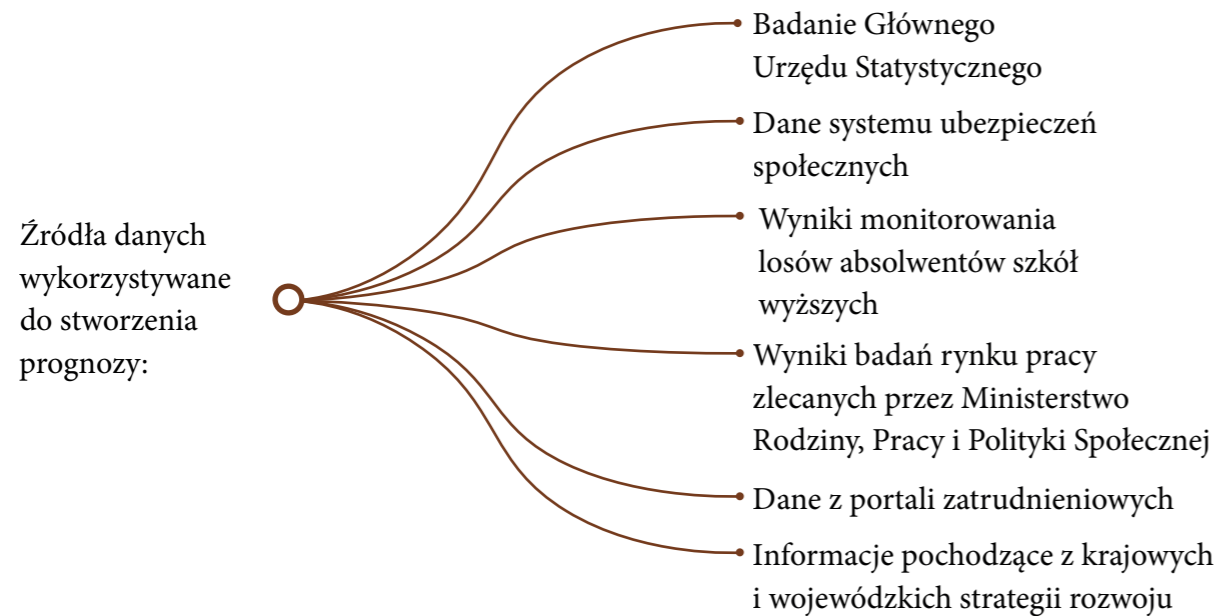 Źródła danych
wykorzystywane
do stworzenia
prognozy:
Badanie Głównego
Urzędu Statystycznego
Dane systemu ubezpieczeń
społecznych
Wyniki monitorowania
losów absolwentów szkół
wyższych
Wyniki badań rynku pracy
zlecanych przez Ministerstwo
Rodziny, Pracy i Polityki Społecznej
Dane z portali zatrudnieniowych
Informacje pochodzące z krajowych
i wojewódzkich strategii rozwoju